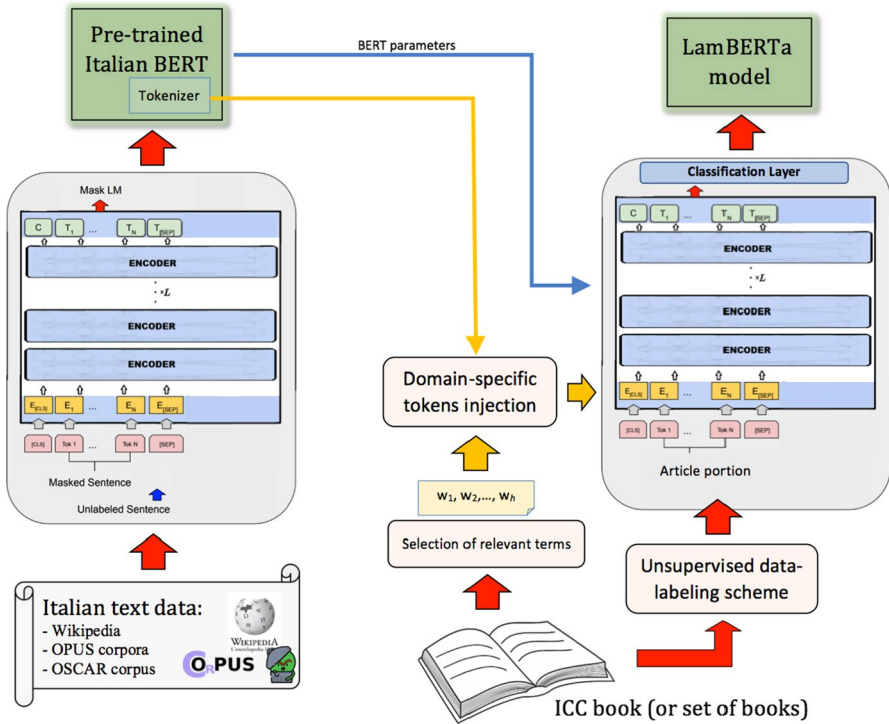 Pre-trained
Italian BERT
Tokenizer
BERT parameters
LamBERTa
model
Mask LM
C T1 ... TN T[SEP]
ENCODER
· · · ×L
ENCODER
ENCODER
E[CLS] E1 ... EN E[SEP]
[CLS] Tok 1 ... Tok N [SEP]
Masked Sentence
Unlabeled Sentence
Italian text data:
- Wikipedia
- OPUS corpora
- OSCAR corpus
WIKIPEDIA
CORPUS
Domain-specific
tokens injection
w1, w2,..., wh
Selection of relevant terms
Classification Layer
C T1 ... TN T[SEP]
ENCODER
· · · ×L
ENCODER
ENCODER
E[CLS] E1 ... EN E[SEP]
[CLS] Tok 1 ... Tok N [SEP]
Article portion
Unsupervised data-
labeling scheme
ICC book (or set of books)